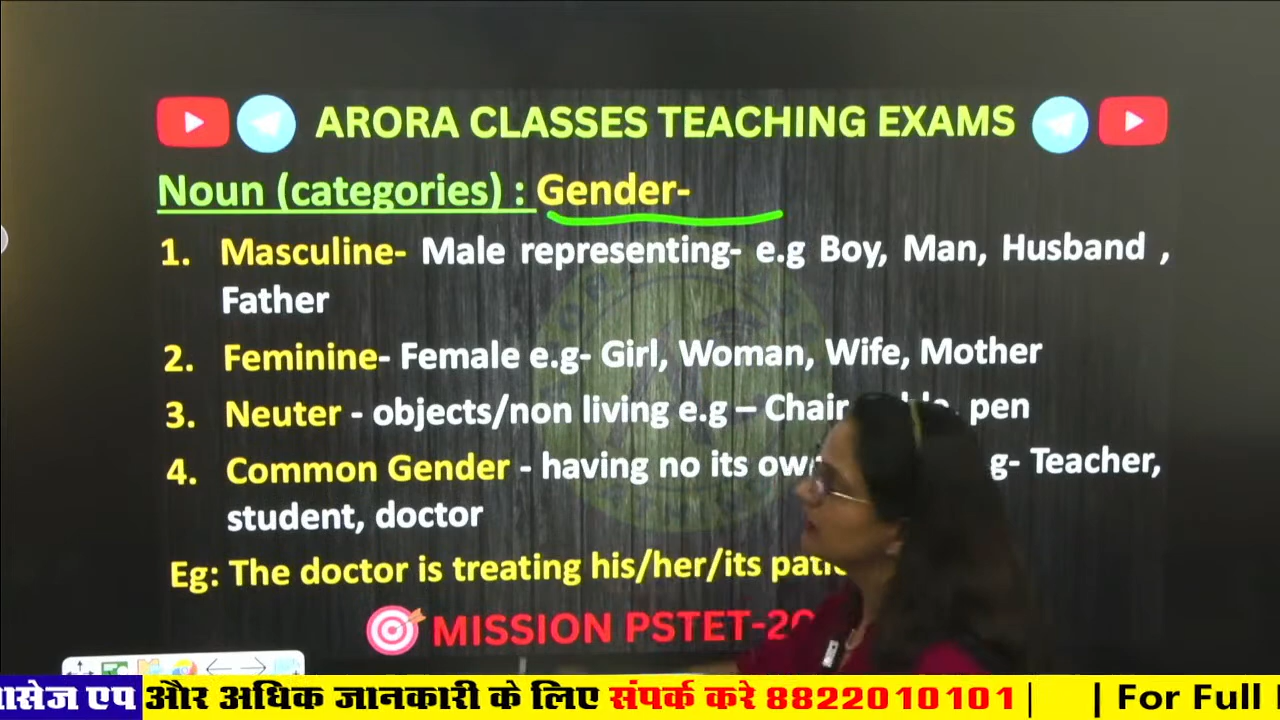 ARORA CLASSES TEACHING EXAMS
Noun (categories) : Gender-
1. Masculine- Male representing- e.g Boy, Man, Husband ,
Father
2. Feminine- Female e.g- Girl, Woman, Wife, Mother
3. Neuter - objects/non living e.g – Chair pen
4. Common Gender - having no its g- Teacher,
student, doctor
Eg: The doctor is treating his/her/its
MISSION PSTET-20
एप और अधिक जानकारी के लिए संपर्क करे 8822010101 | | For Full